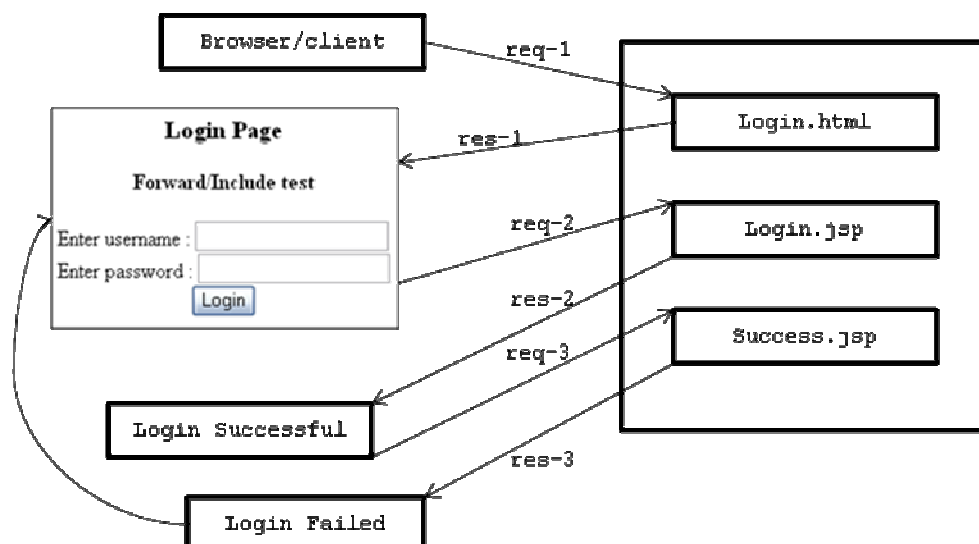 Browser/client
req-1
Login.html
res-1
Login Page
Forward/Include test
Enter username :
Enter password :
Login
req-2
Login.jsp
res-2
req-3
Success.jsp
Login Successful
res-3
Login Failed